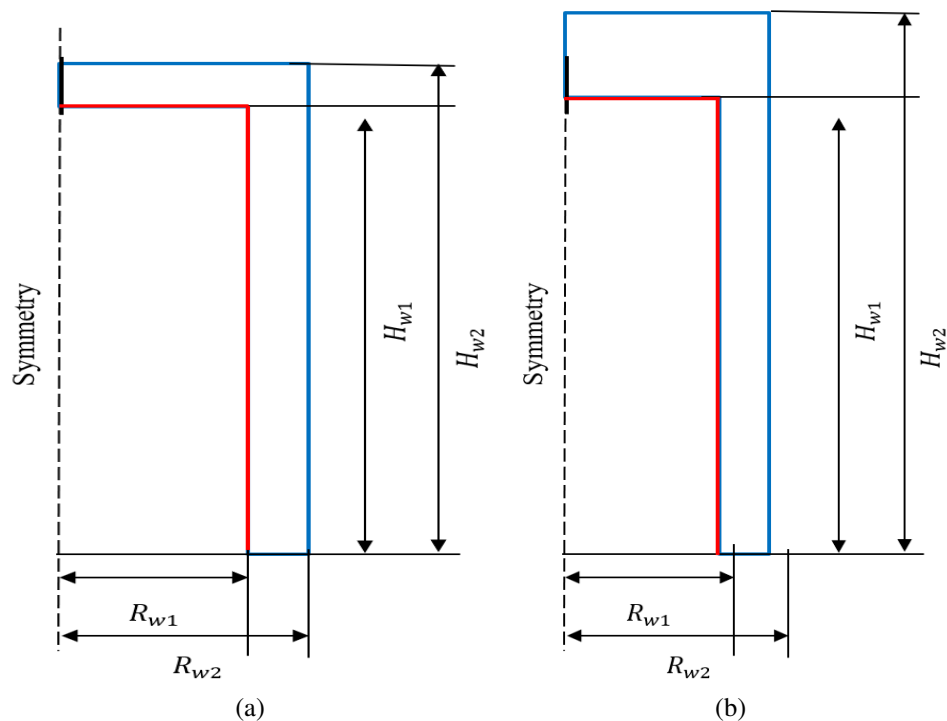 Symmetry
H_{w1}
H_{w2}
R_{w1}
R_{w2}
(a)
Symmetry
H_{w1}
H_{w2}
R_{w1}
R_{w2}
(b)